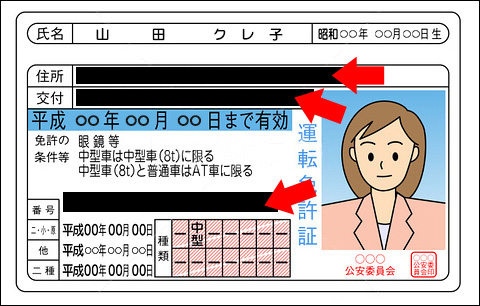 氏名 山田 クレ子 昭和○○年 ○○月○○日生
住所
交付
平成 ○○年 ○○月 ○○日まで有効
免許の 眼鏡等
条件等 中型車は中型車(8t)に限る
中型車(8t)と普通車はAT車に限る
運転免許証
番号
二・小・原 平成00年00月00日
他 平成○○年○○月○○日
二種 平成00年00月00日
種類 中型
○○○
公安委員会
○○○
公安委
員会印